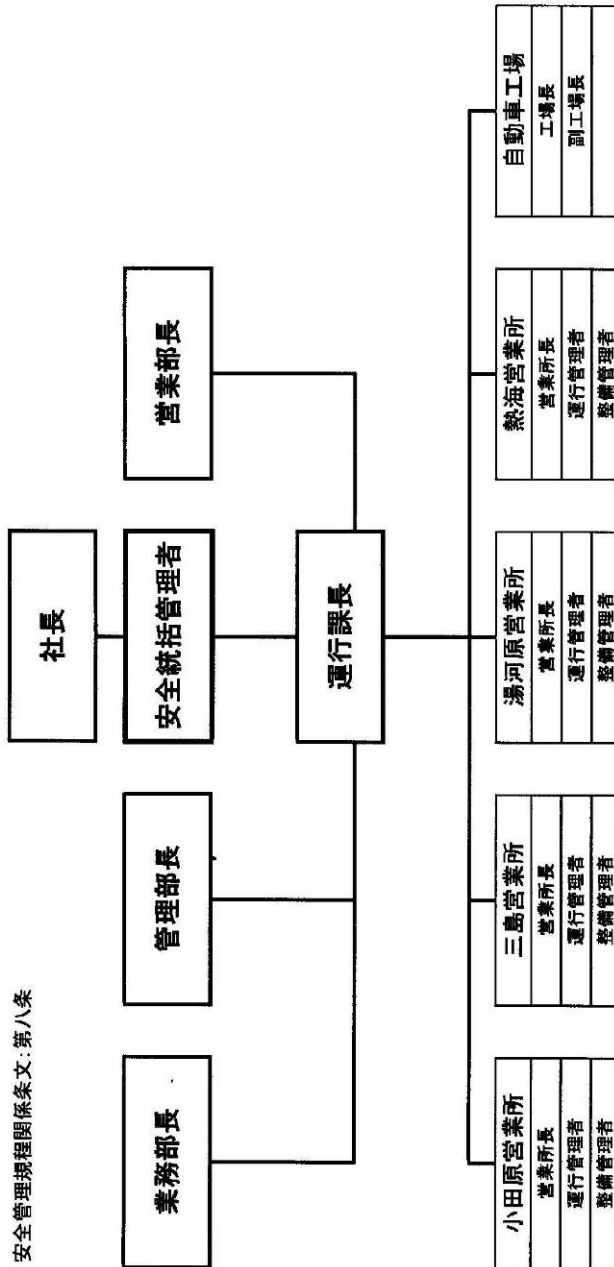 安全管理規程関係条文:第八条
社長
業務部長
管理部長
安全統括管理者
営業部長
運行課長
小田原営業所
営業所長
運行管理者
整備管理者
三島営業所
営業所長
運行管理者
整備管理者
湯河原営業所
営業所長
運行管理者
整備管理者
熱海営業所
営業所長
運行管理者
整備管理者
自動車工場
工場長
副工場長